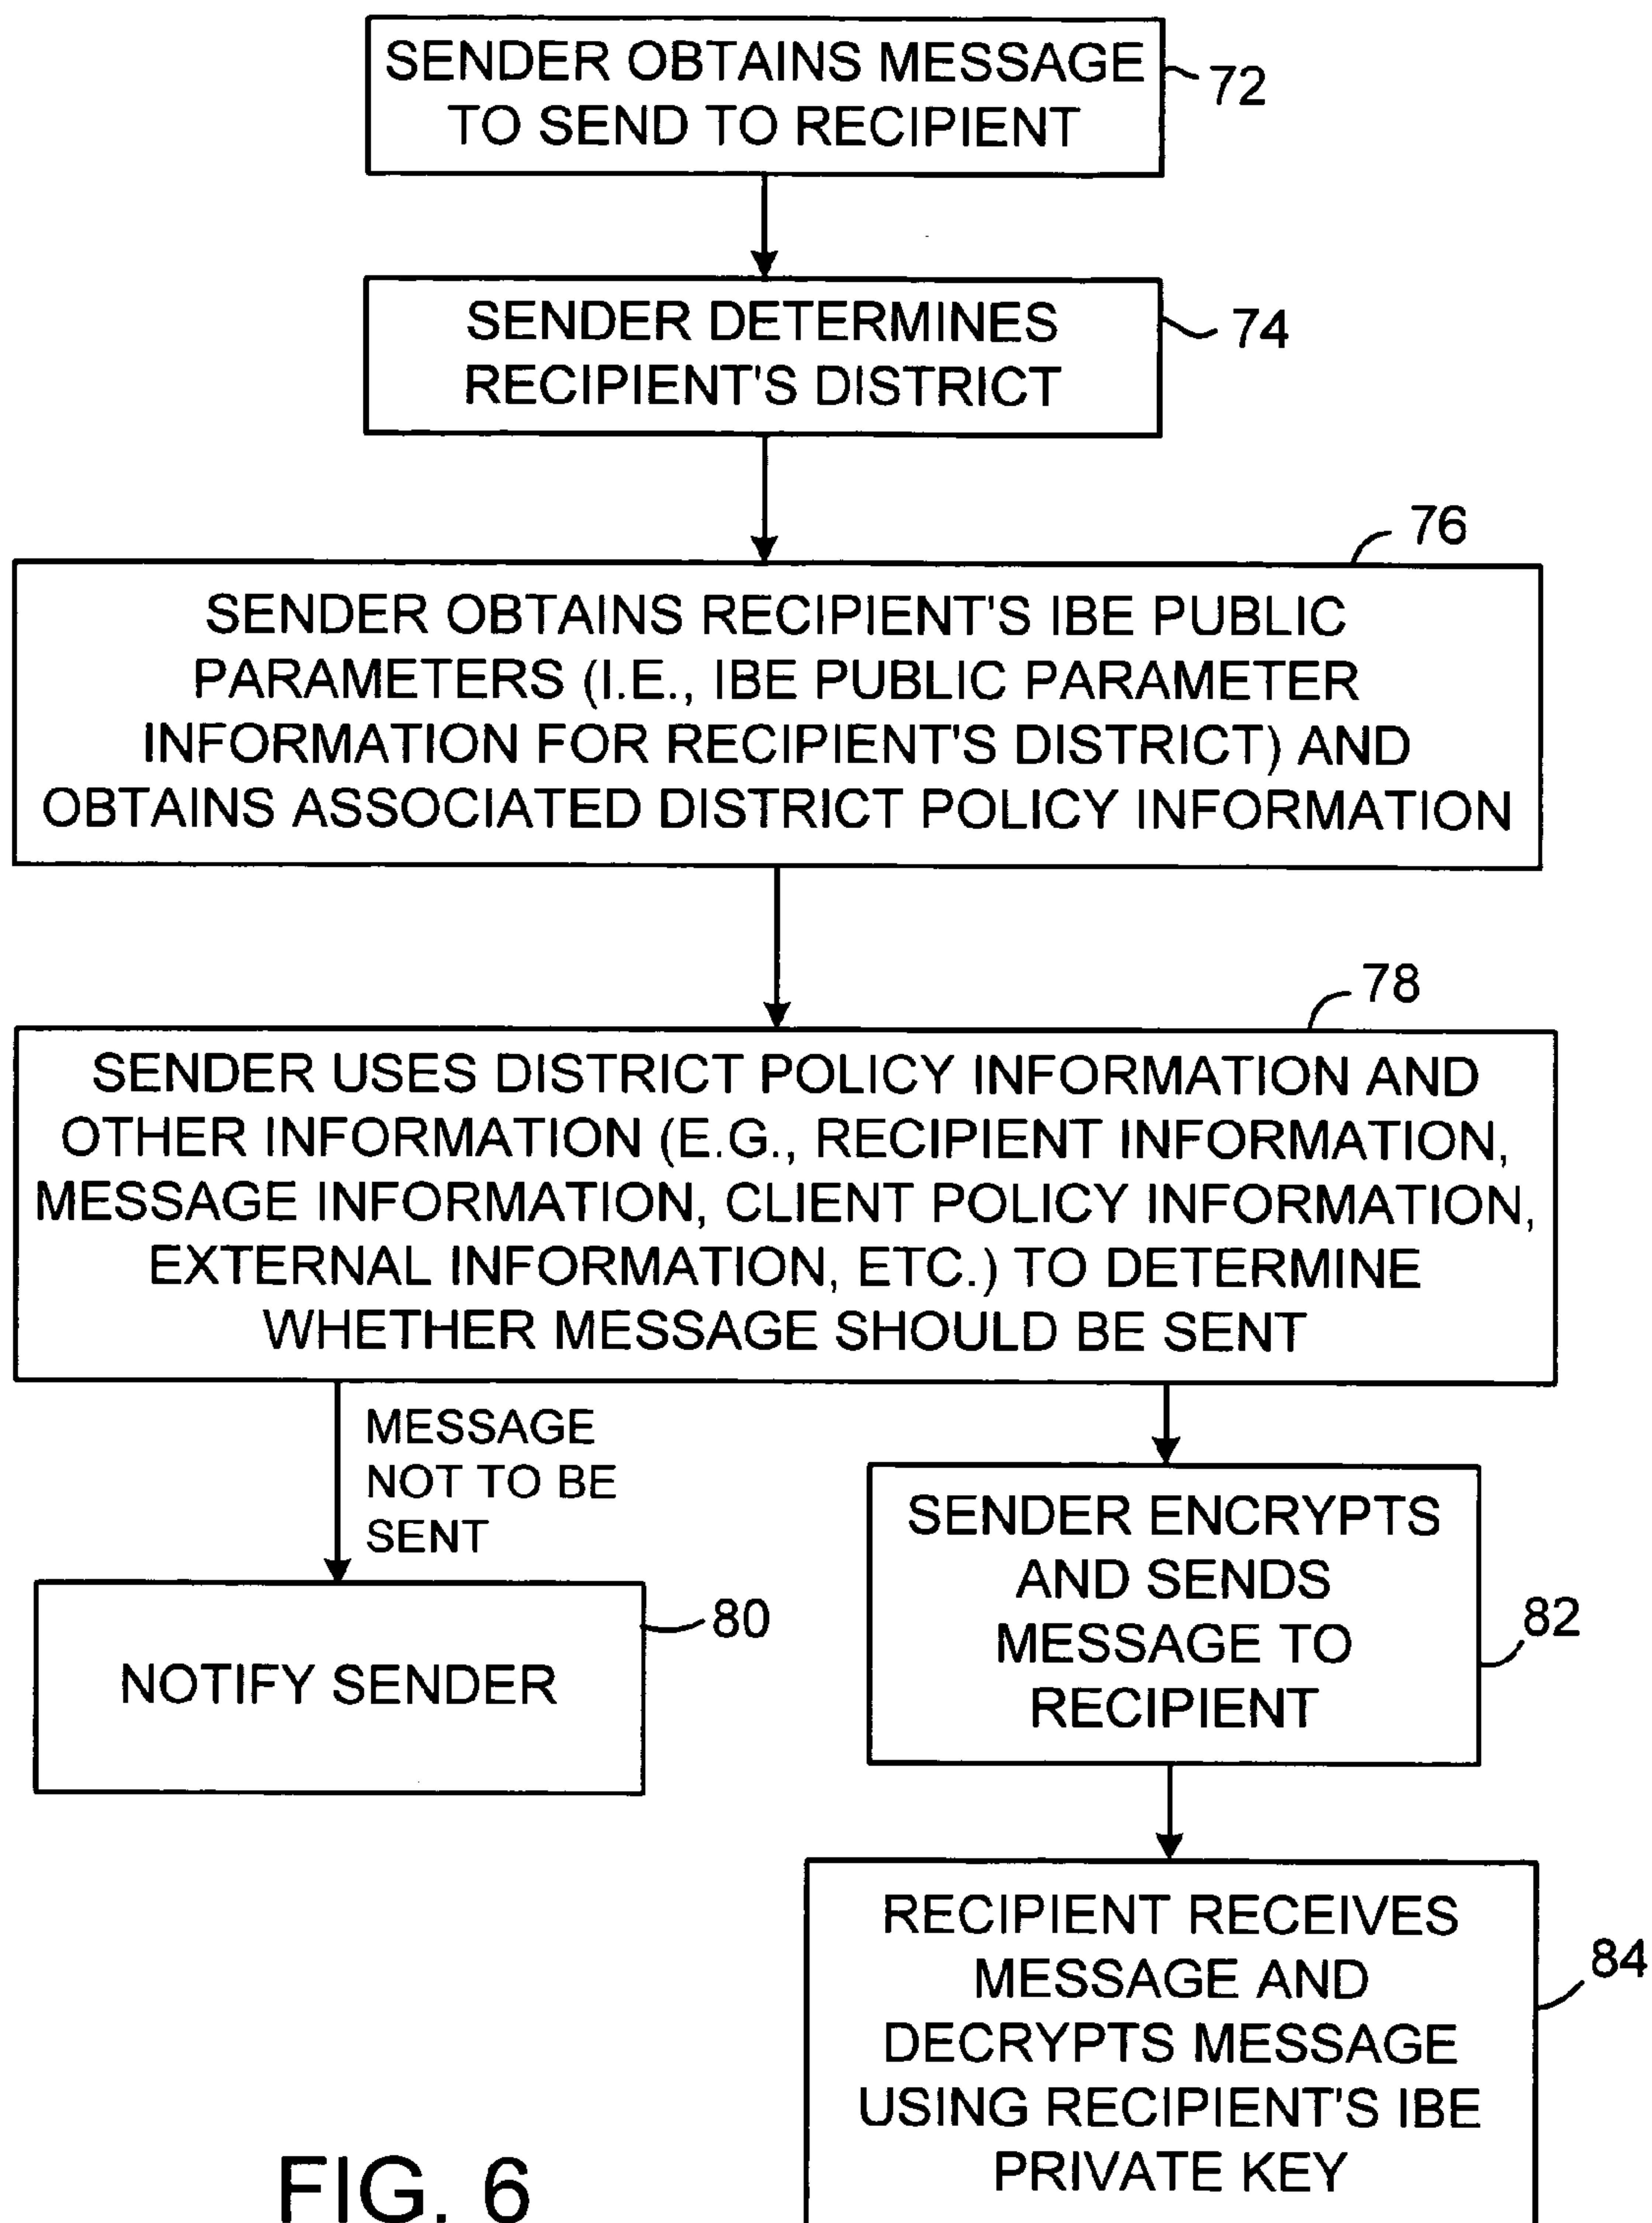 SENDER OBTAINS MESSAGE
TO SEND TO RECIPIENT
72
SENDER DETERMINES
RECIPIENT'S DISTRICT
74
76
SENDER OBTAINS RECIPIENT'S IBE PUBLIC
PARAMETERS (I.E., IBE PUBLIC PARAMETER
INFORMATION FOR RECIPIENT'S DISTRICT) AND
OBTAINS ASSOCIATED DISTRICT POLICY INFORMATION
78
SENDER USES DISTRICT POLICY INFORMATION AND
OTHER INFORMATION (E.G., RECIPIENT INFORMATION,
MESSAGE INFORMATION, CLIENT POLICY INFORMATION,
EXTERNAL INFORMATION, ETC.) TO DETERMINE
WHETHER MESSAGE SHOULD BE SENT
MESSAGE
NOT TO BE
SENT
NOTIFY SENDER
80
SENDER ENCRYPTS
AND SENDS
MESSAGE TO
RECIPIENT
82
RECIPIENT RECEIVES
MESSAGE AND
DECRYPTS MESSAGE
USING RECIPIENT'S IBE
PRIVATE KEY
84
FIG. 6